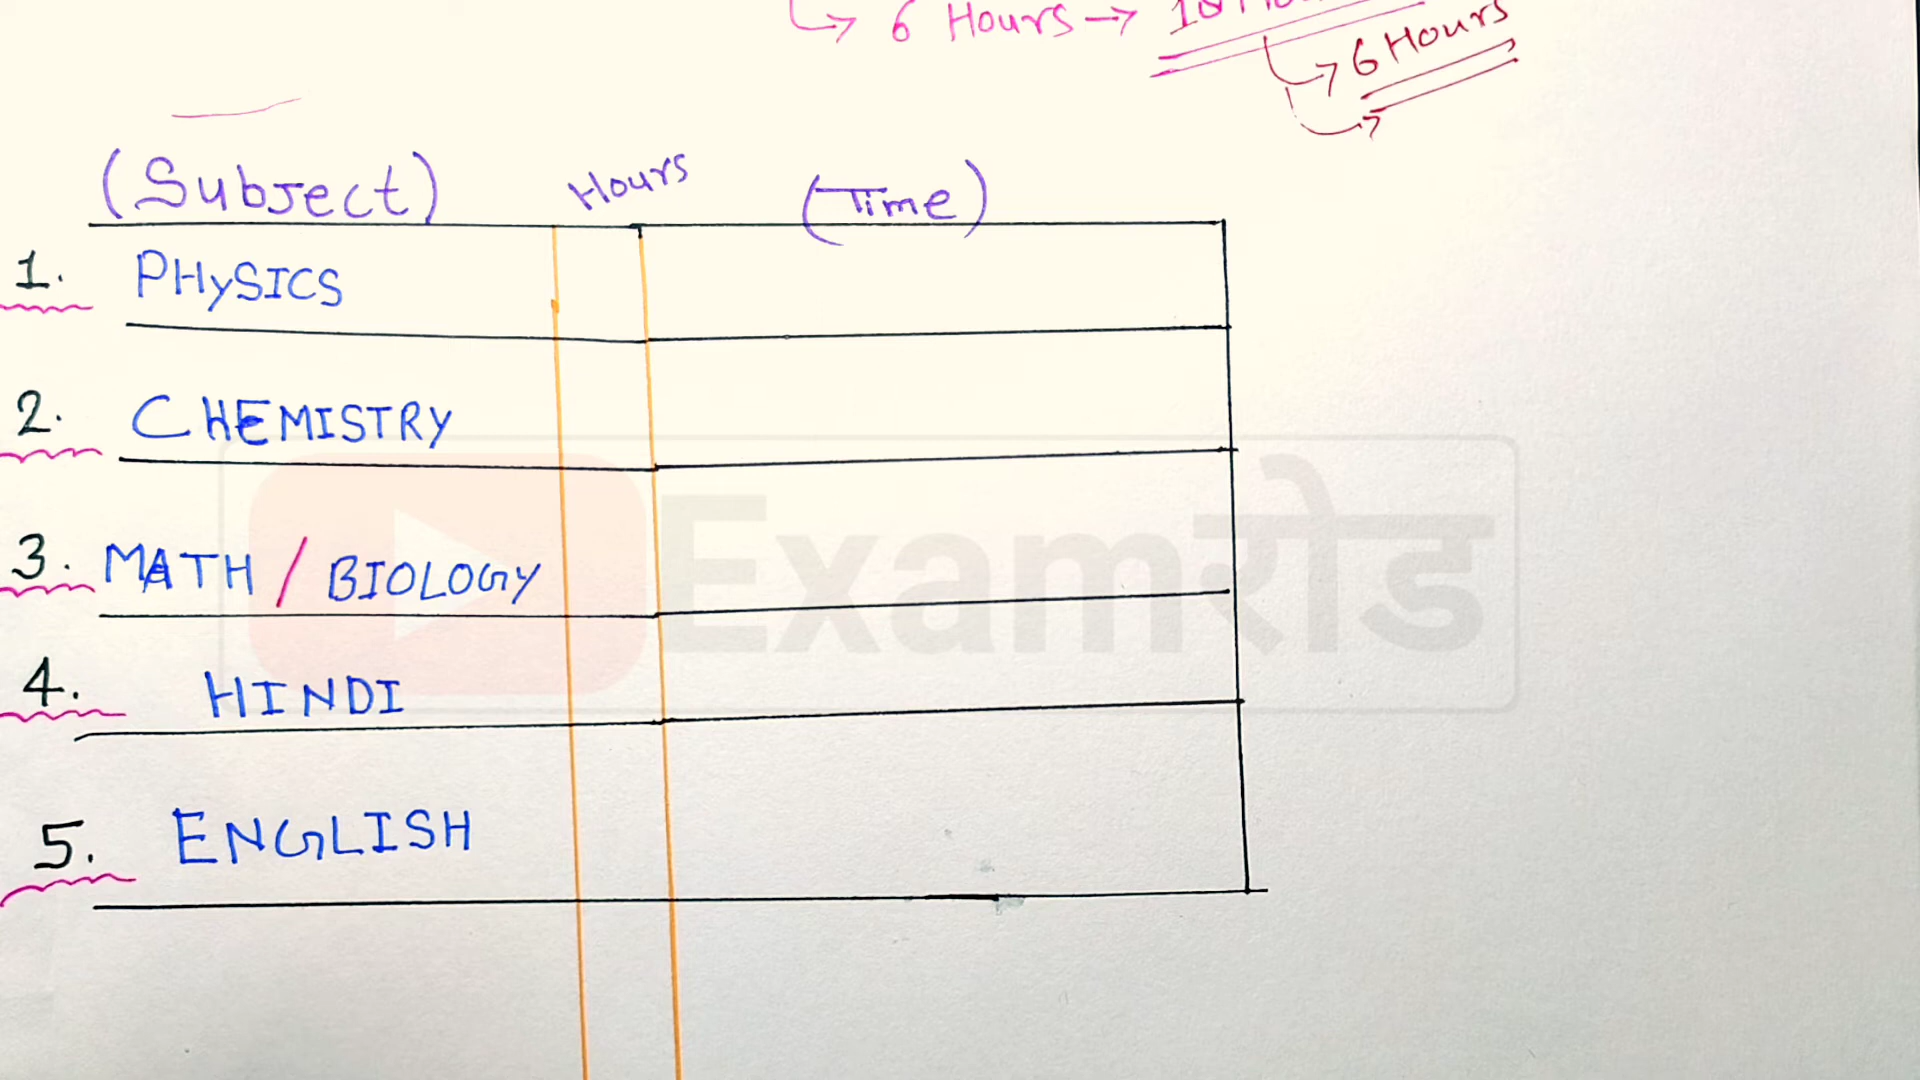 6 Hours →
6 Hours
(Subject) Hours (Time)
1. PHYSICS
2. CHEMISTRY
3. MATH / BIOLOGY
4. HINDI
5. ENGLISH
Examरोड